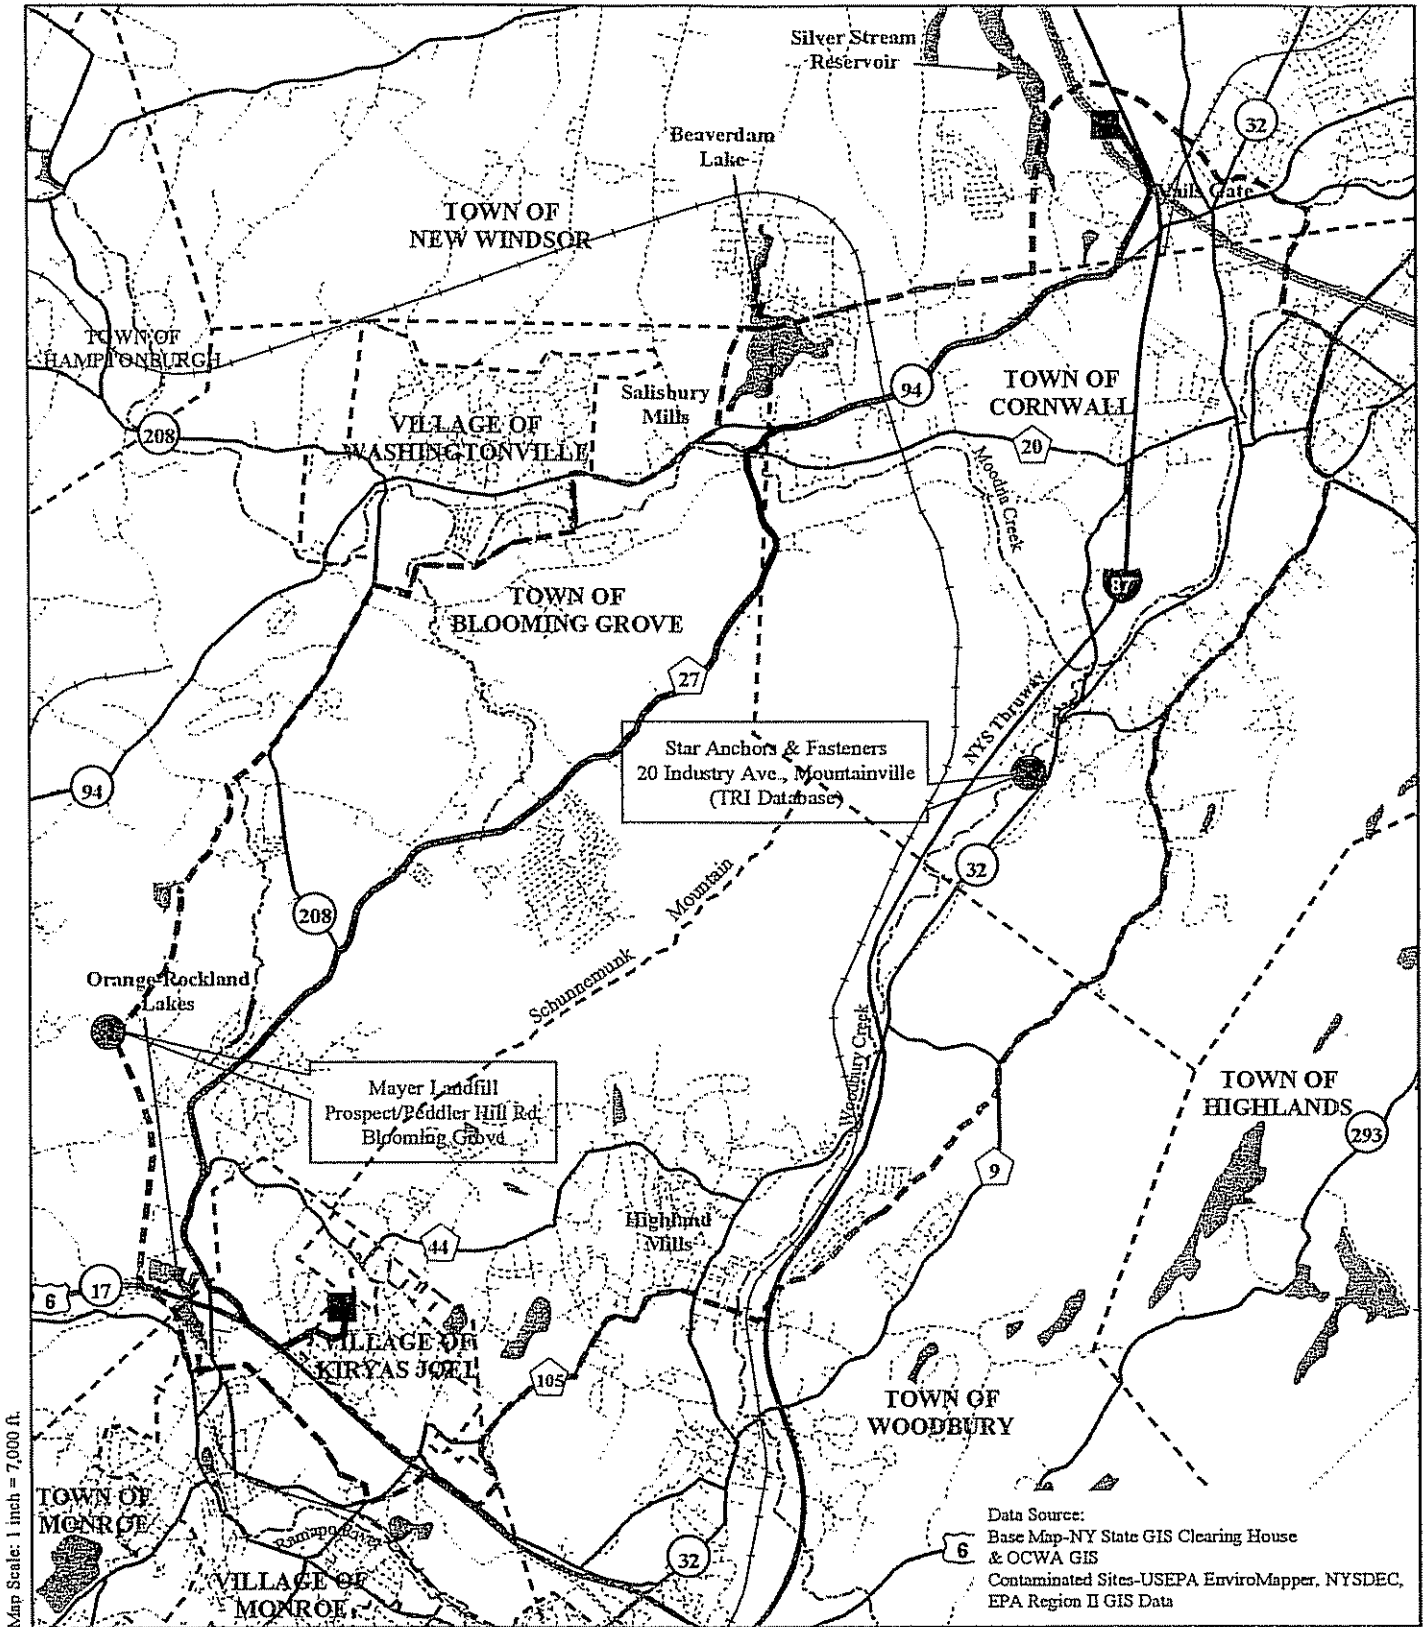 Silver Stream
Reservoir
32
Beaverdam
Lake
Vails Gate
TOWN OF
NEW WINDSOR
TOWN OF
HAMPTONBURGH
Salisbury
Mills
94
TOWN OF
CORNWALL
208
VILLAGE OF
WASHINGTONVILLE
20
Moodna Creek
87
TOWN OF
BLOOMING GROVE
27
NYS Thruway
Star Anchors & Fasteners
20 Industry Ave., Mountainville
(TRI Database)
94
32
Schunnemunk Mountain
208
Orange-Rockland
Lakes
Woodbury Creek
Mayer Landfill
Prospect/Peddler Hill Rd.
Blooming Grove
TOWN OF
HIGHLANDS
293
9
Highland
Mills
44
6
17
VILLAGE OF
KIRYAS JOEL
105
TOWN OF
WOODBURY
Map Scale: 1 inch = 7,000 ft.
TOWN OF
MONROE
Ramapo River
32
VILLAGE OF
MONROE
6
Data Source:
Base Map-NY State GIS Clearing House
& OCWA GIS
Contaminated Sites-USEPA EnviroMapper, NYSDEC,
EPA Region II GIS Data